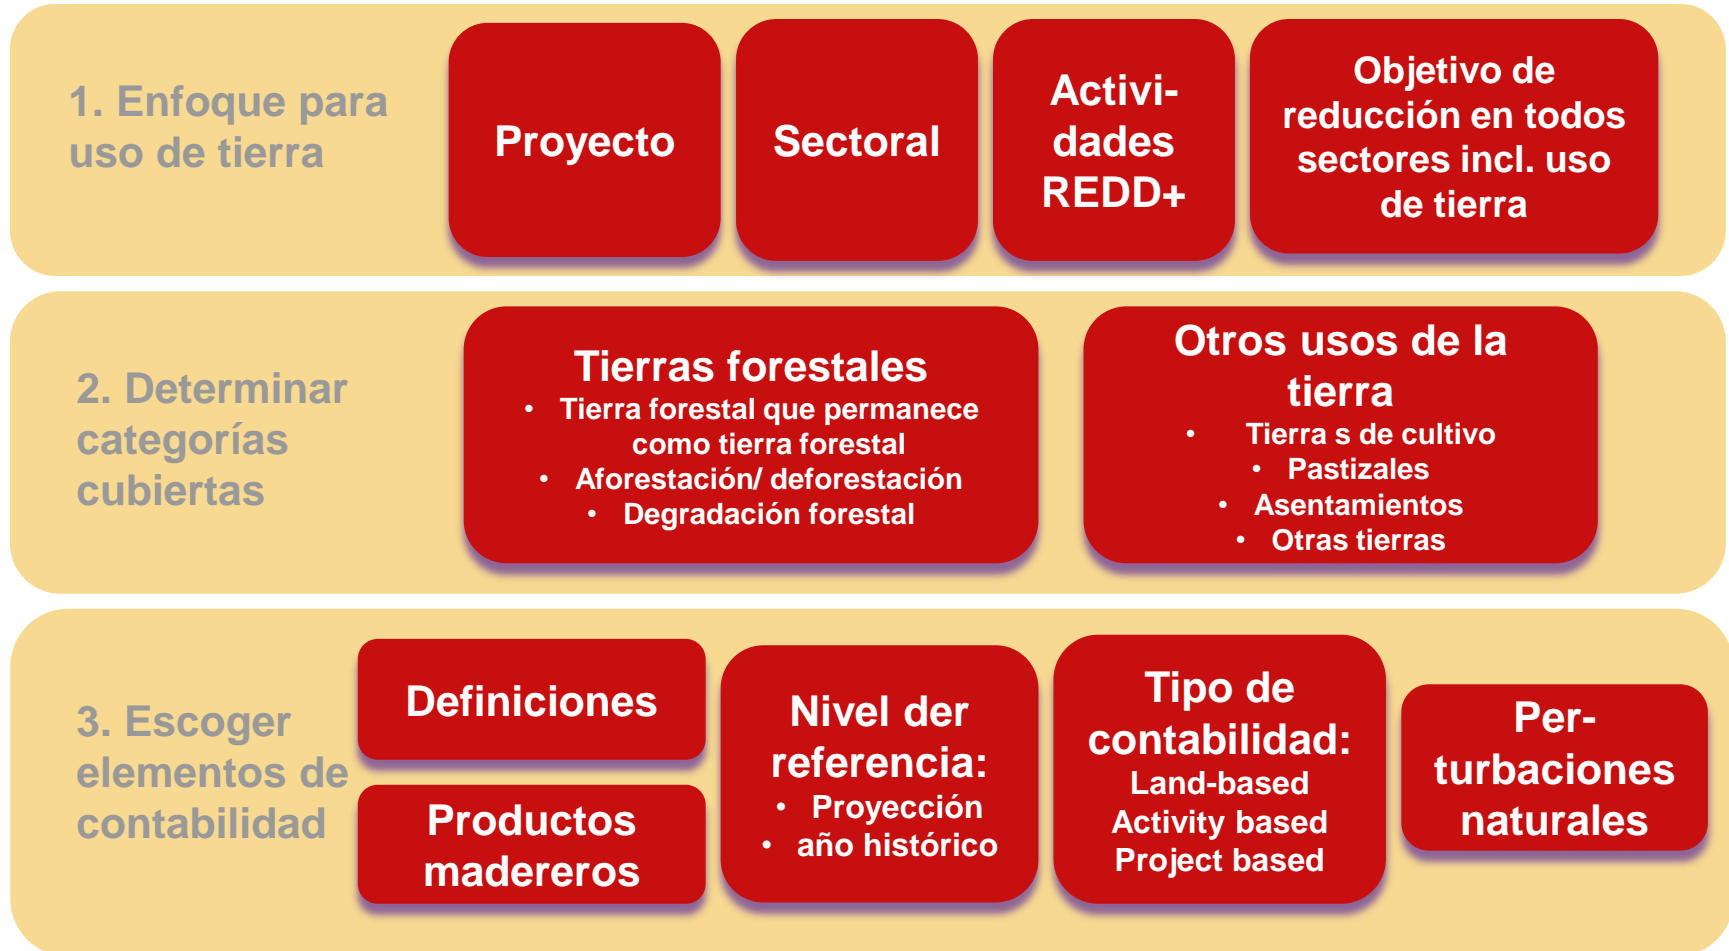 1. Enfoque para
uso de tierra
Proyecto
Sectoral
Activi-
dades
REDD+
Objetivo de
reducción en todos
sectores incl. uso
de tierra
2. Determinar
categorías
cubiertas
Tierras forestales
• Tierra forestal que permanece
como tierra forestal
• Aforestación/ deforestación
• Degradación forestal
Otros usos de la
tierra
• Tierra s de cultivo
• Pastizales
• Asentamientos
• Otras tierras
3. Escoger
elementos de
contabilidad
Definiciones
Productos
madereros
Nivel der
referencia:
• Proyección
• año histórico
Tipo de
contabilidad:
Land-based
Activity based
Project based
Per-
turbaciones
naturales